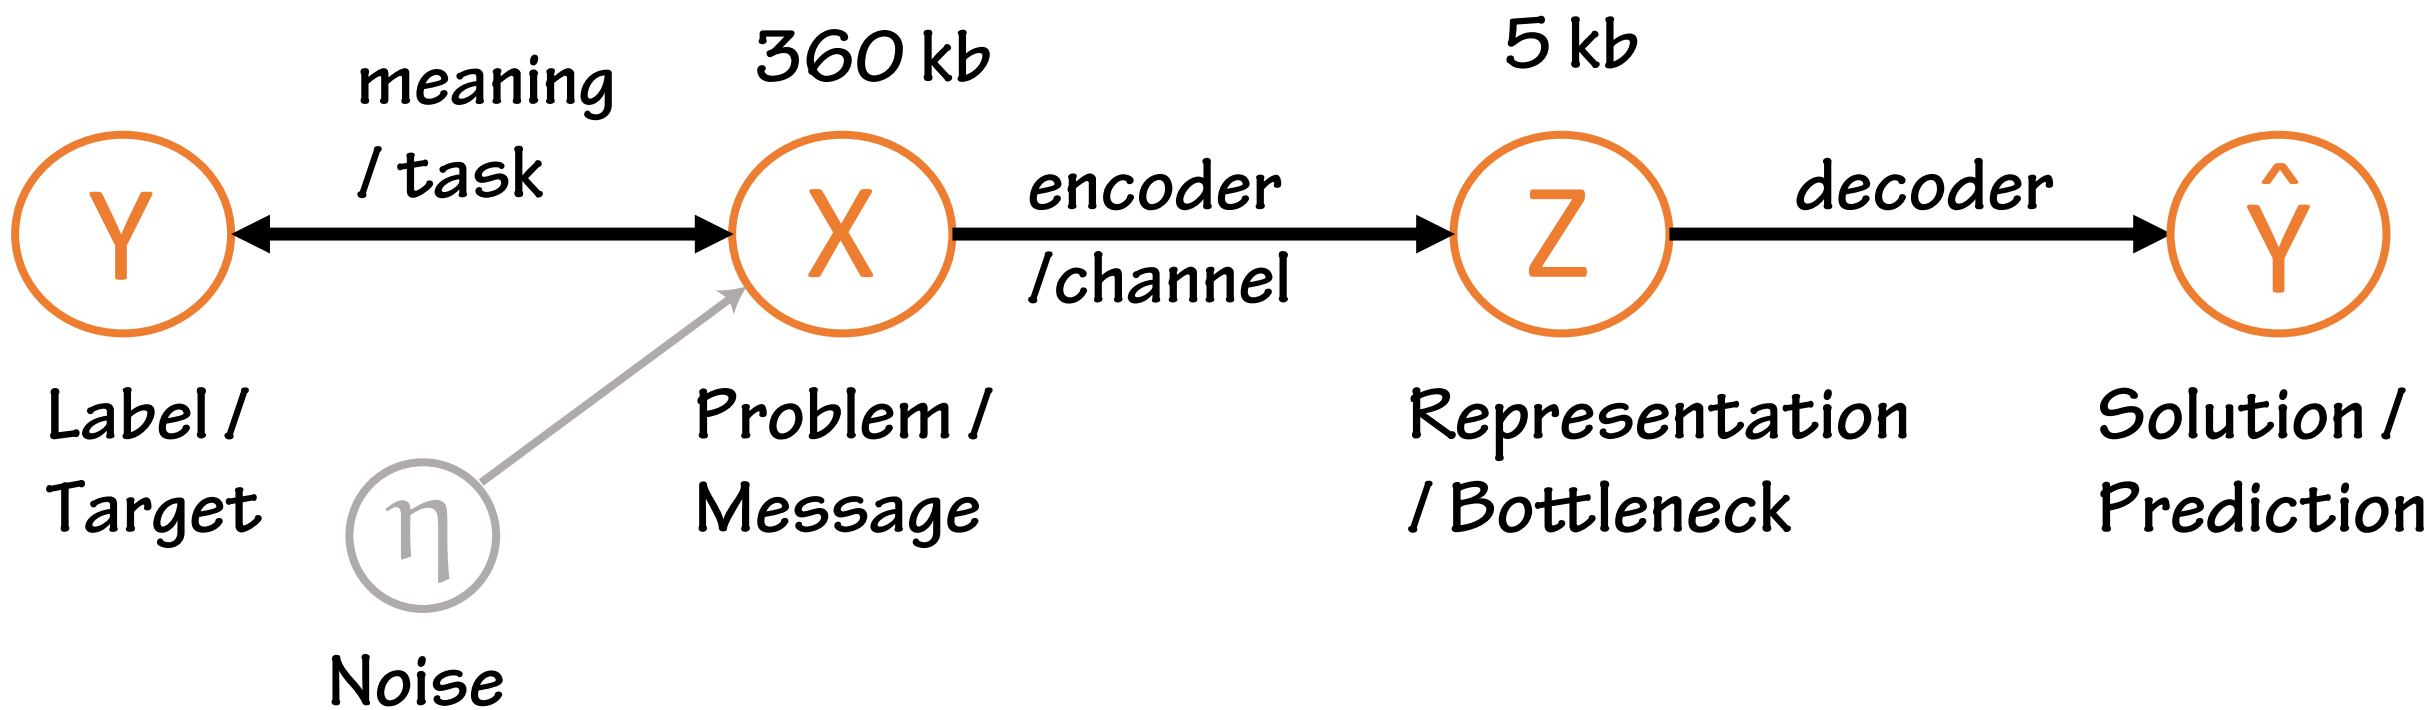 360 kb
5 kb
meaning
/ task
encoder
/channel
decoder
Y
X
Z
Ŷ
Label /
Target
Problem /
Message
Representation
/ Bottleneck
Solution /
Prediction
η
Noise